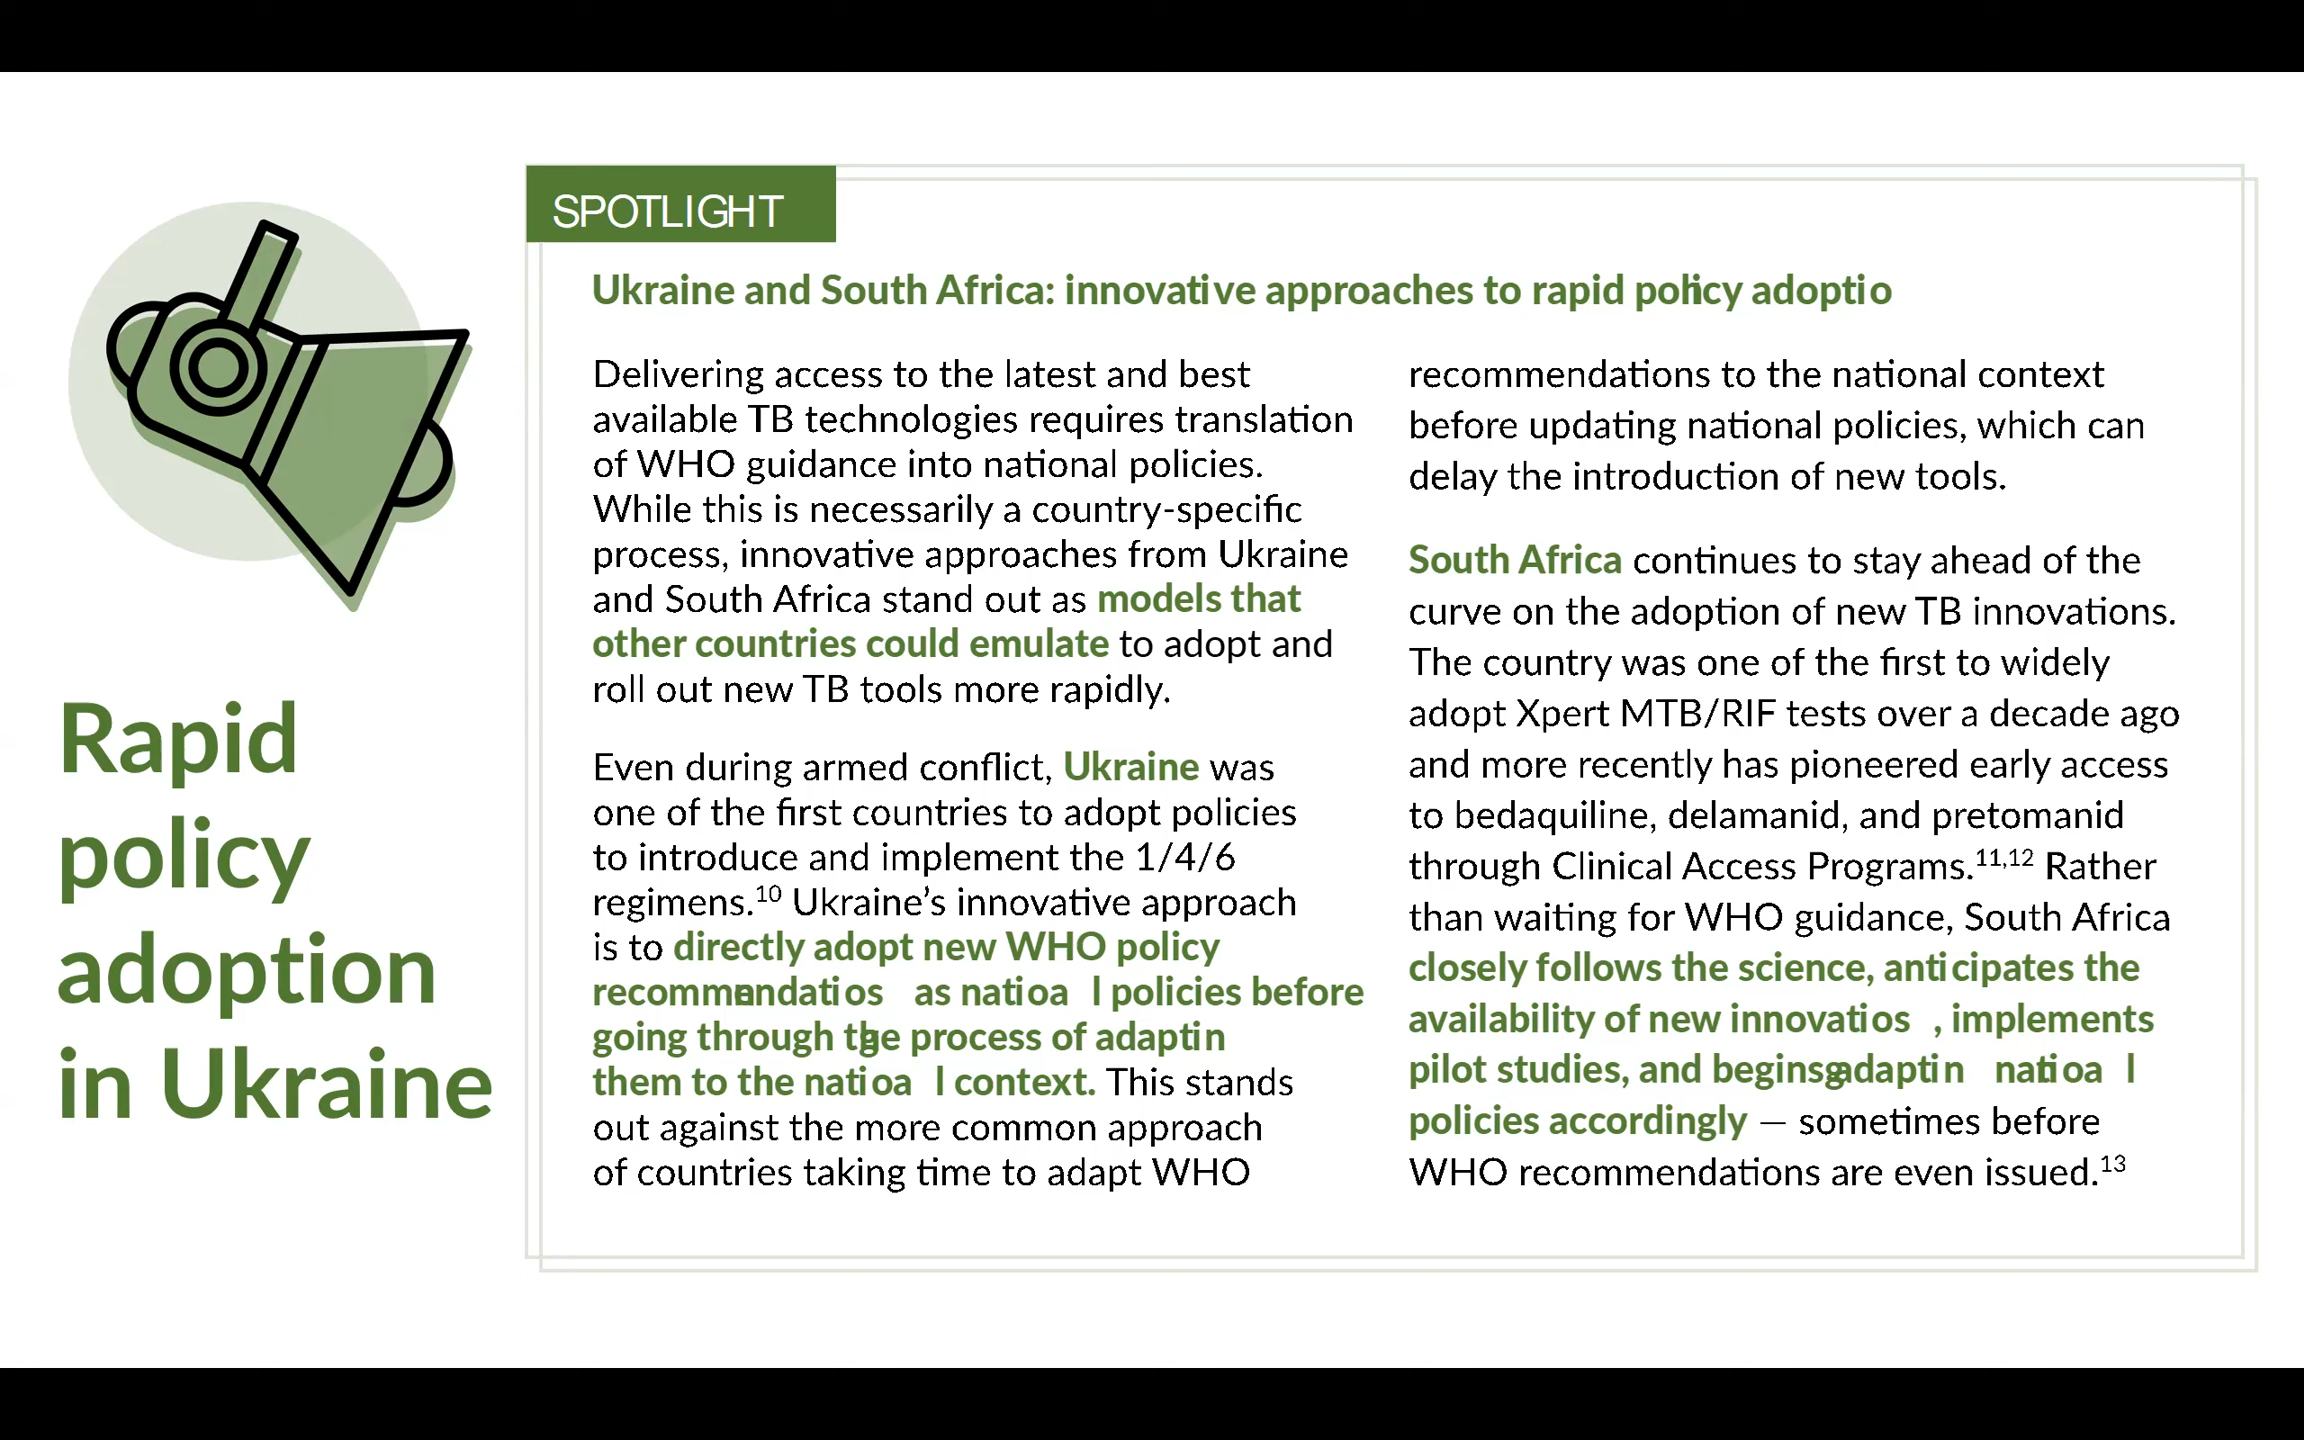 Rapid
policy
adoption
in Ukraine
SPOTLIGHT
Ukraine and South Africa: innovative approaches to rapid policy adoptio
Delivering access to the latest and best
available TB technologies requires translation
of WHO guidance into national policies.
While this is necessarily a country-specific
process, innovative approaches from Ukraine
and South Africa stand out as models that
other countries could emulate to adopt and
roll out new TB tools more rapidly.
Even during armed conflict, Ukraine was
one of the first countries to adopt policies
to introduce and implement the 1/4/6
regimens.¹⁰ Ukraine’s innovative approach
is to directly adopt new WHO policy
recommendatios as natioa l policies before
going through the process of adaptin
them to the natioa l context. This stands
out against the more common approach
of countries taking time to adapt WHO
recommendations to the national context
before updating national policies, which can
delay the introduction of new tools.
South Africa continues to stay ahead of the
curve on the adoption of new TB innovations.
The country was one of the first to widely
adopt Xpert MTB/RIF tests over a decade ago
and more recently has pioneered early access
to bedaquiline, delamanid, and pretomanid
through Clinical Access Programs.¹¹,¹² Rather
than waiting for WHO guidance, South Africa
closely follows the science, anticipates the
availability of new innovatios , implements
pilot studies, and begins adaptin natioa l
policies accordingly — sometimes before
WHO recommendations are even issued.¹³